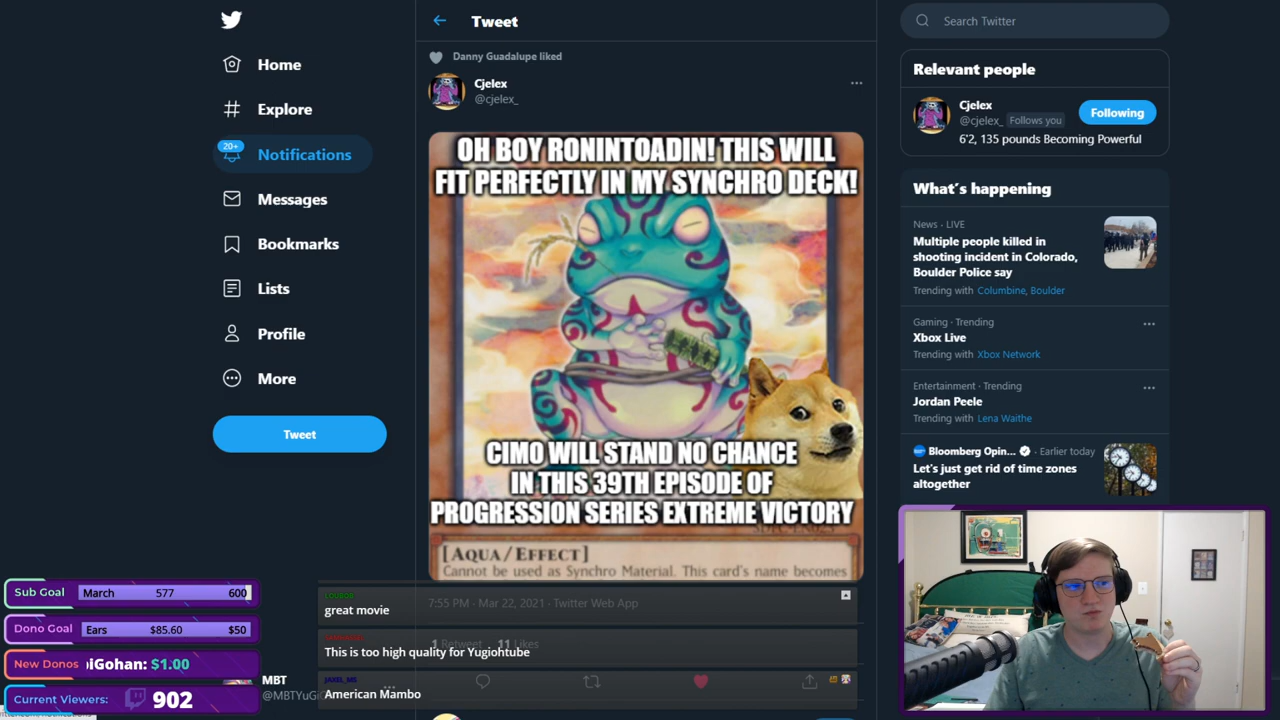 Home
Explore
20+
Notifications
Messages
Bookmarks
Lists
Profile
More
Tweet
Tweet
Danny Guadalupe liked
Cjelex
@cjelex_
OH BOY RONINTOADIN! THIS WILL
FIT PERFECTLY IN MY SYNCHRO DECK!
CIMO WILL STAND NO CHANCE
IN THIS 39TH EPISODE OF
PROGRESSION SERIES EXTREME VICTORY
[AQUA/EFFECT]
Cannot be used as Synchro Material. This card's name becomes
7:55 PM · Mar 22, 2021 · Twitter Web App
1 Retweet 11 Likes
great movie
This is too high quality for Yugiohtube
American Mambo
Search Twitter
Relevant people
Cjelex
@cjelex_ Follows you
Following
6'2, 135 pounds Becoming Powerful
What's happening
News · LIVE
Multiple people killed in
shooting incident in Colorado,
Boulder Police say
Trending with Columbine, Boulder
Gaming · Trending
Xbox Live
Trending with Xbox Network
Entertainment · Trending
Jordan Peele
Trending with Lena Waithe
Bloomberg Opin... · Earlier today
Let's just get rid of time zones
altogether
Sub Goal March 577 600
Dono Goal Ears $85.60 $50
New Donos iGohan: $1.00
Current Viewers: 902
MBT